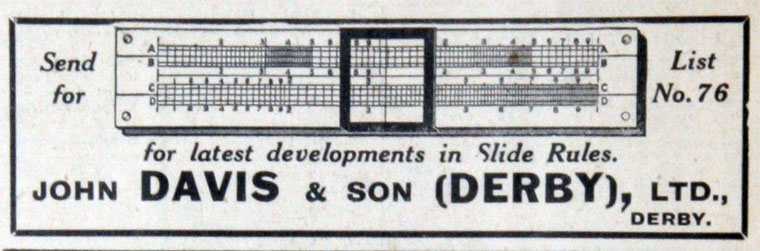 Send
for
List
No. 76
A
B
C
D
A
B
C
D
for latest developments in Slide Rules.
JOHN DAVIS & SON (DERBY), LTD.,
DERBY.